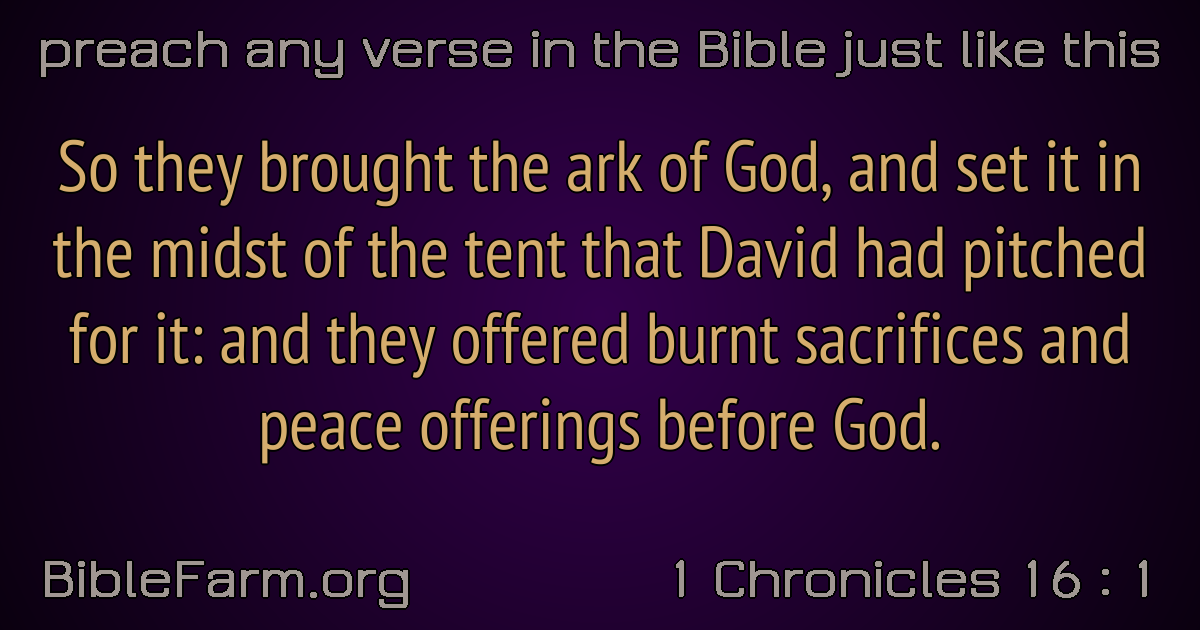 preach any verse in the Bible just like this
So they brought the ark of God, and set it in
the midst of the tent that David had pitched
for it: and they offered burnt sacrifices and
peace offerings before God.
BibleFarm.org
1 Chronicles 16 : 1